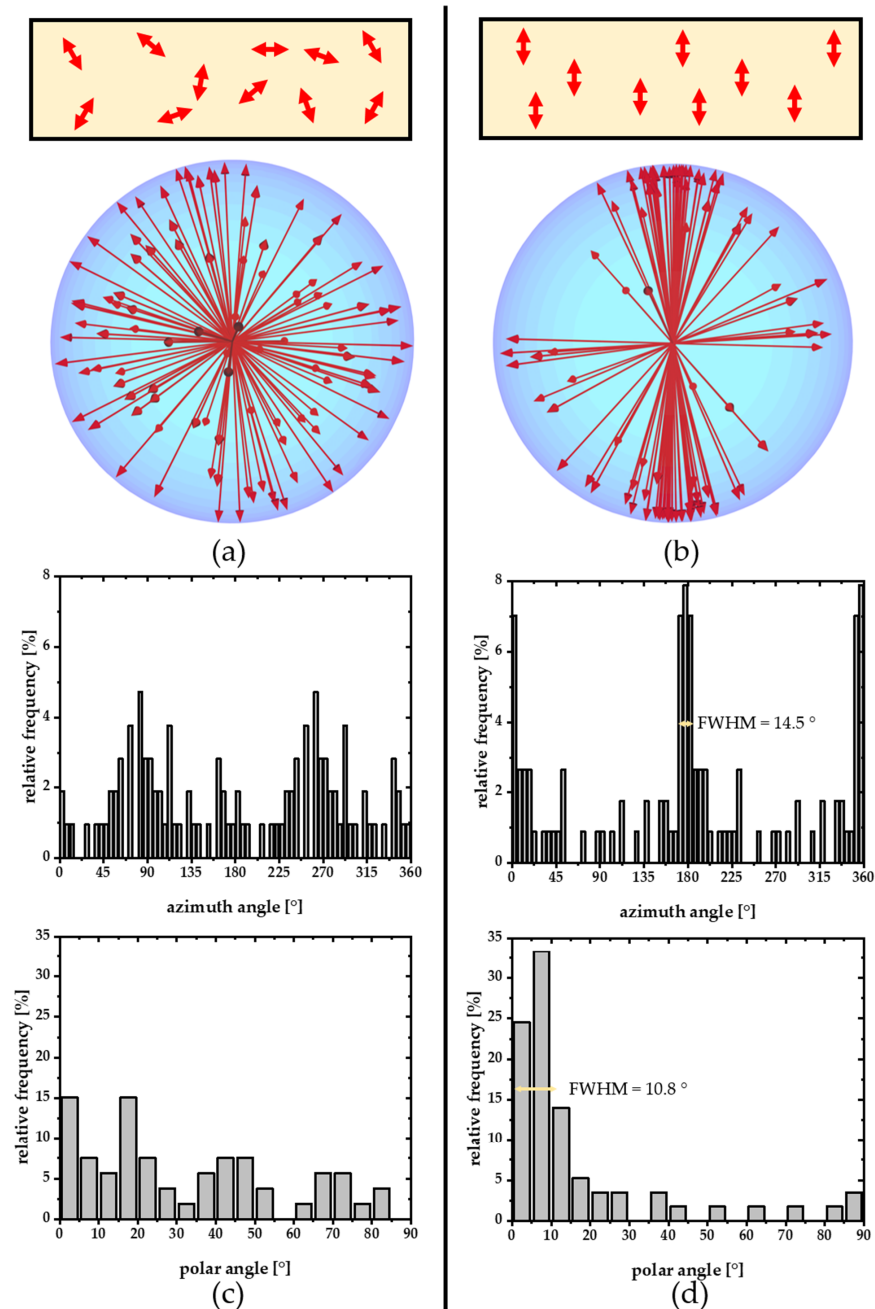 (a)
(b)
8
6
4
2
0
relative frequency [%]
0 45 90 135 180 225 270 315 360
azimuth angle [°]
8
6
4
2
0
relative frequency [%]
FWHM = 14.5 °
0 45 90 135 180 225 270 315 360
azimuth angle [°]
35
30
25
20
15
10
5
0
relative frequency [%]
0 10 20 30 40 50 60 70 80 90
polar angle [°]
(c)
35
30
25
20
15
10
5
0
relative frequency [%]
FWHM = 10.8 °
0 10 20 30 40 50 60 70 80 90
polar angle [°]
(d)